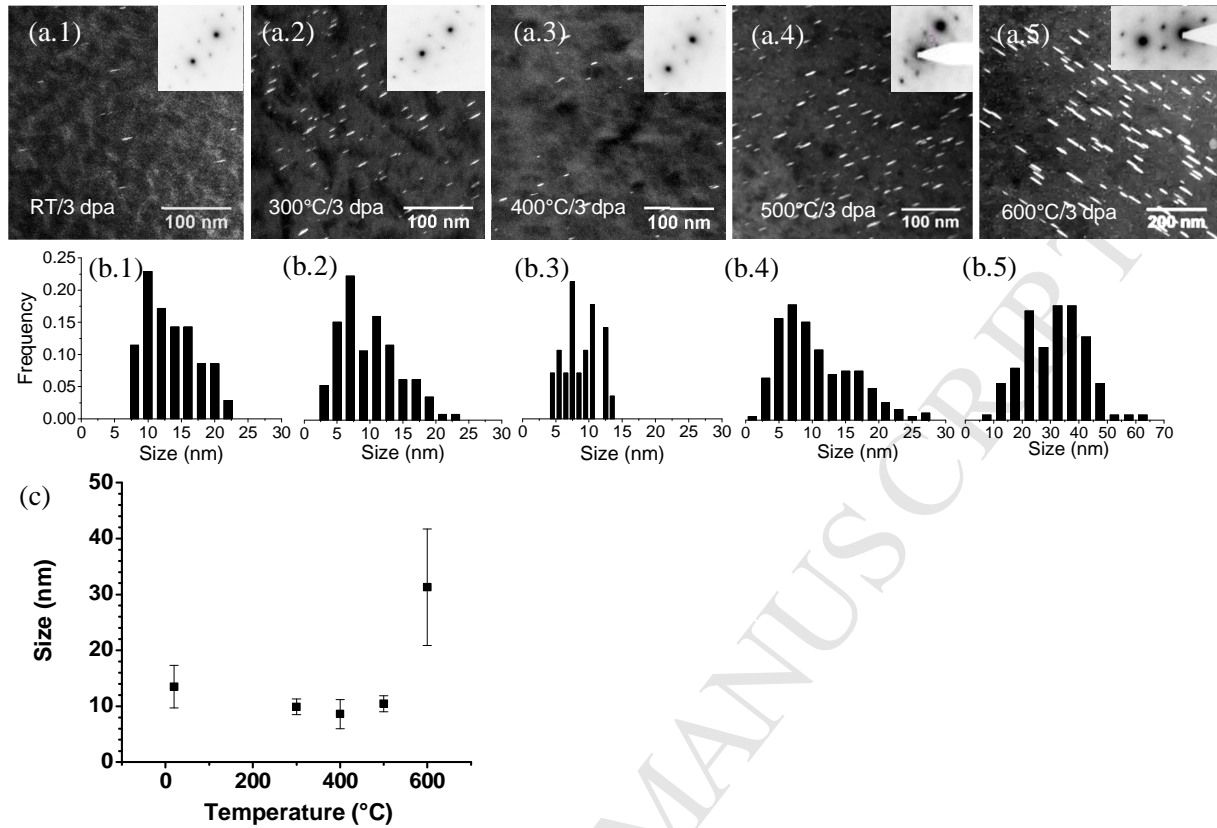 (a.1) (a.2) (a.3) (a.4) (a.5)
RT/3 dpa 300°C/3 dpa 400°C/3 dpa 500°C/3 dpa 600°C/3 dpa
100 nm 100 nm 100 nm 100 nm 200 nm
(b.1) (b.2) (b.3) (b.4) (b.5)
Frequency
0.25
0.20
0.15
0.10
0.05
0.00
0 5 10 15 20 25 30 0 5 10 15 20 25 30 0 5 10 15 20 25 30 0 5 10 15 20 25 30 0 10 20 30 40 50 60 70
Size (nm) Size (nm) Size (nm) Size (nm) Size (nm)
(c)
Size (nm)
50
40
30
20
10
0
0 200 400 600
Temperature (°C)
MANUSCRIPT